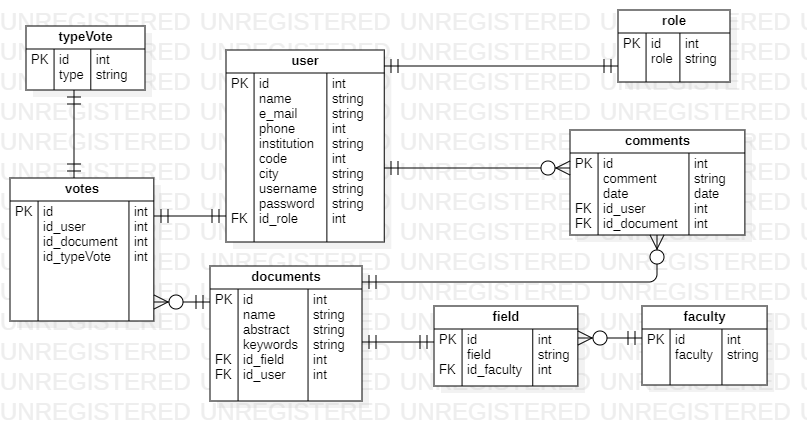 typeVote
PK id int
type string
user
PK id int
name string
e_mail string
phone int
institution string
code int
city string
username string
password string
FK id_role int
role
PK id int
role string
comments
PK id int
comment string
date date
FK id_user int
FK id_document int
votes
PK id int
id_user int
id_document int
id_typeVote int
documents
PK id int
name string
abstract string
keywords string
FK id_field int
FK id_user int
field
PK id int
field string
FK id_faculty int
faculty
PK id int
faculty string
UNREGISTERED UNREGISTERED UNREGISTERED UNREGISTERED